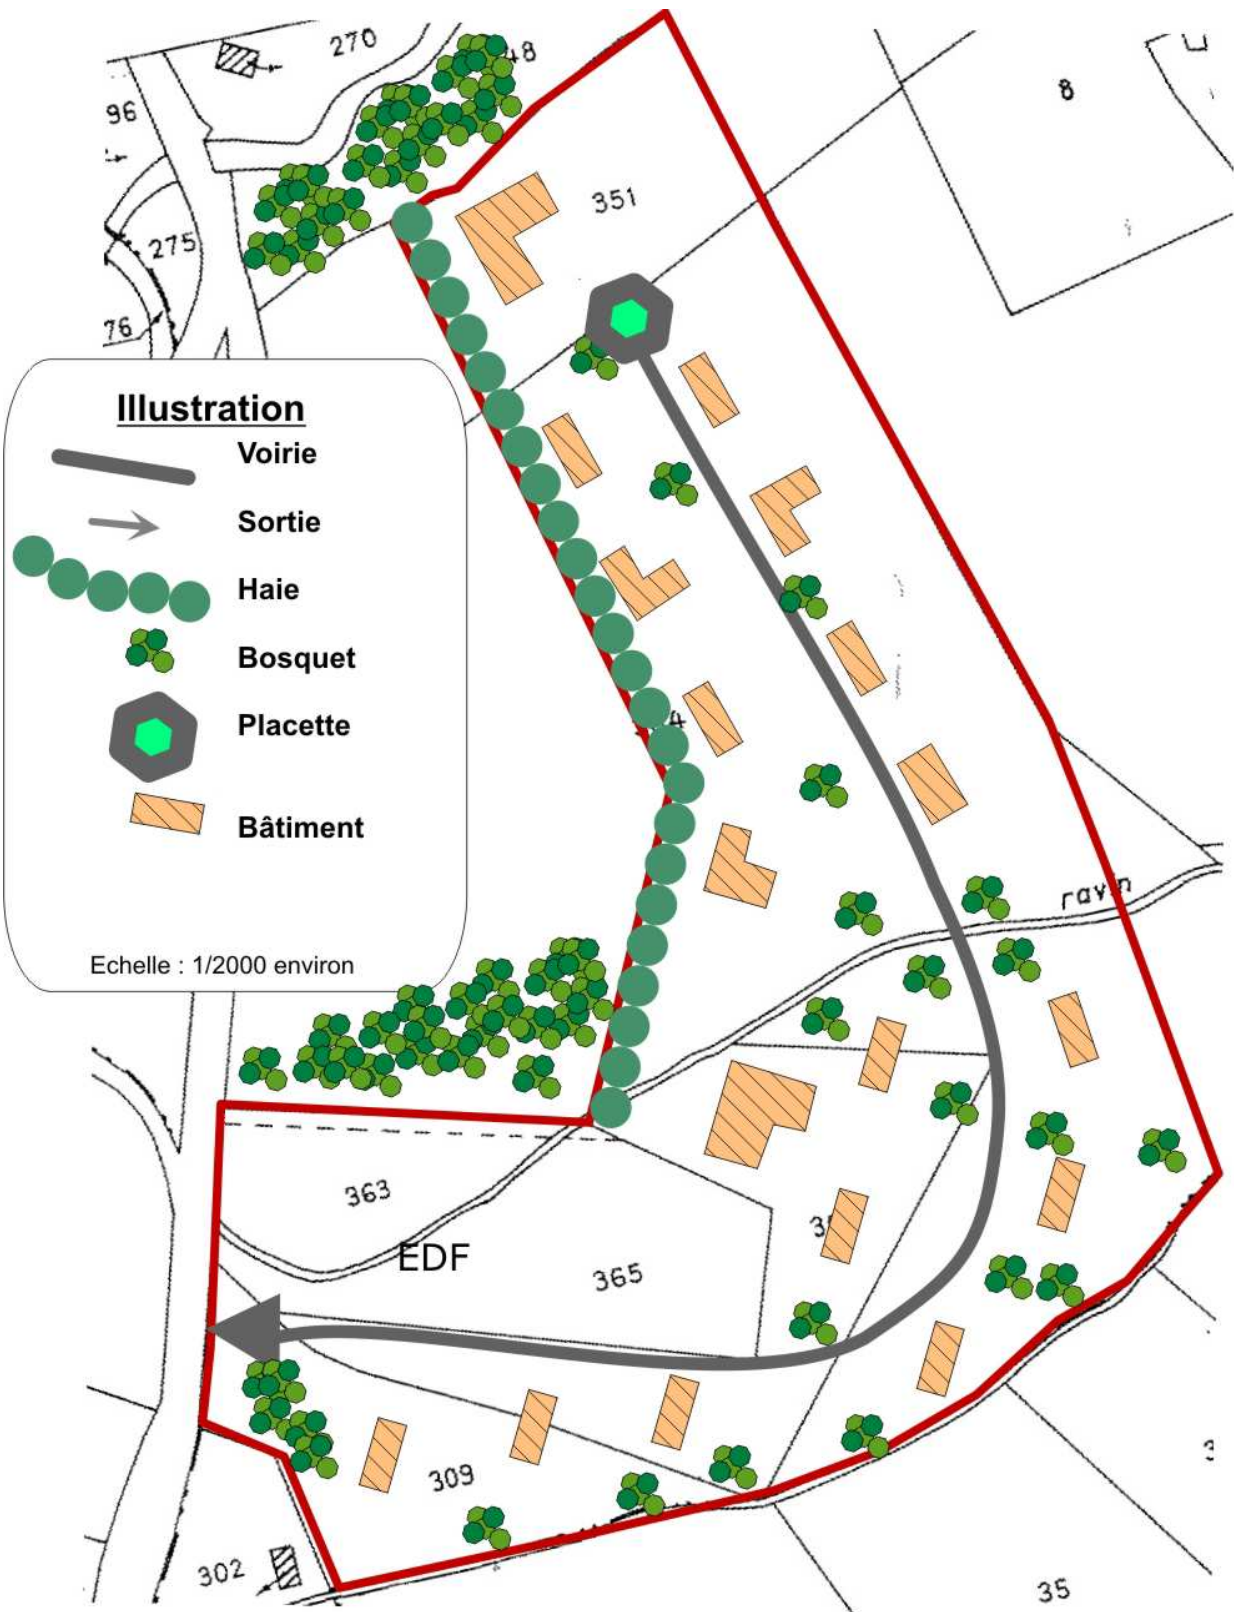 270
48
8
96
351
275
76
Illustration
Voirie
Sortie
Haie
Bosquet
Placette
Bâtiment
Echelle : 1/2000 environ
ravin
363
EDF
365
309
302
35